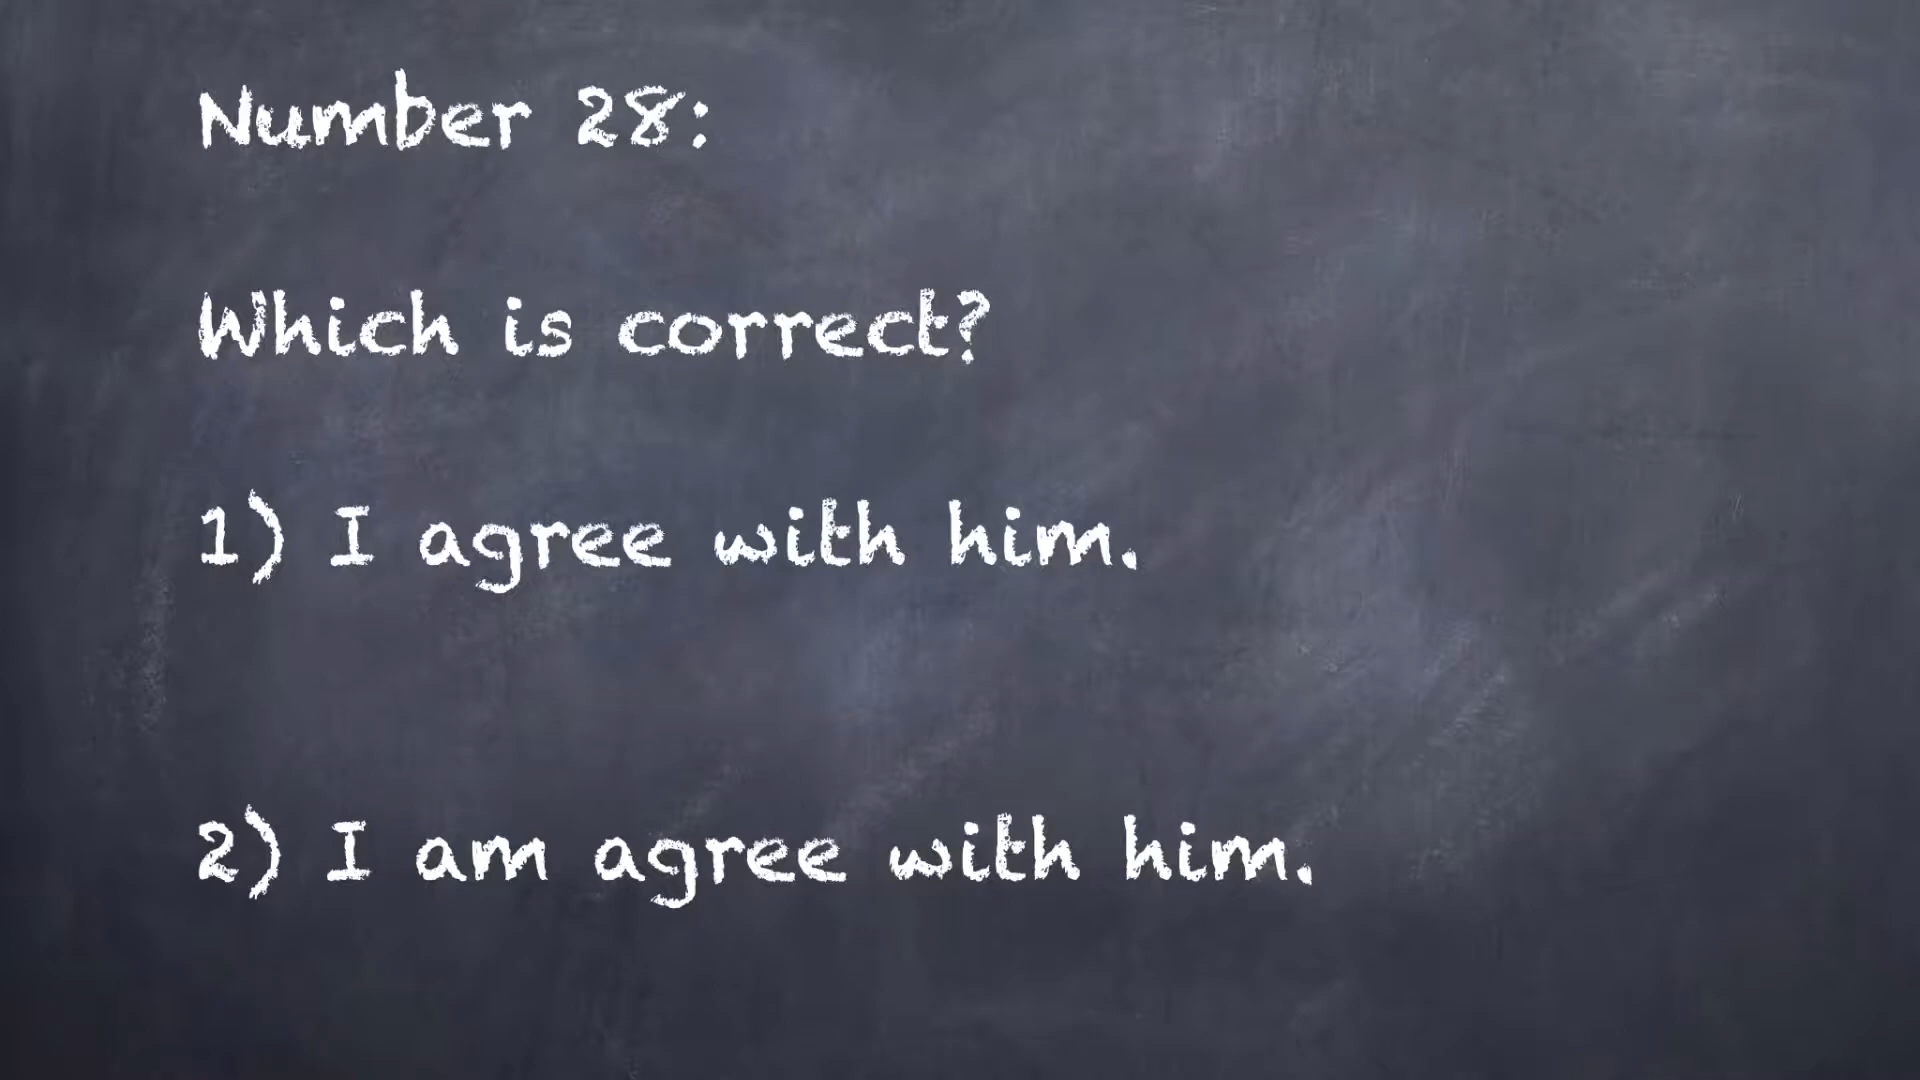 Number 28:
Which is correct?
1) I agree with him.
2) I am agree with him.